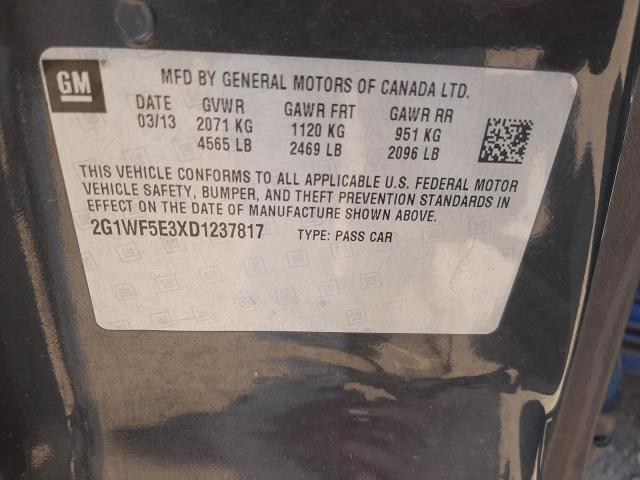 GM
MFD BY GENERAL MOTORS OF CANADA LTD.
DATE GVWR GAWR FRT GAWR RR
03/13 2071 KG 1120 KG 951 KG
4565 LB 2469 LB 2096 LB
THIS VEHICLE CONFORMS TO ALL APPLICABLE U.S. FEDERAL MOTOR
VEHICLE SAFETY, BUMPER, AND THEFT PREVENTION STANDARDS IN
EFFECT ON THE DATE OF MANUFACTURE SHOWN ABOVE.
2G1WF5E3XD1237817 TYPE: PASS CAR